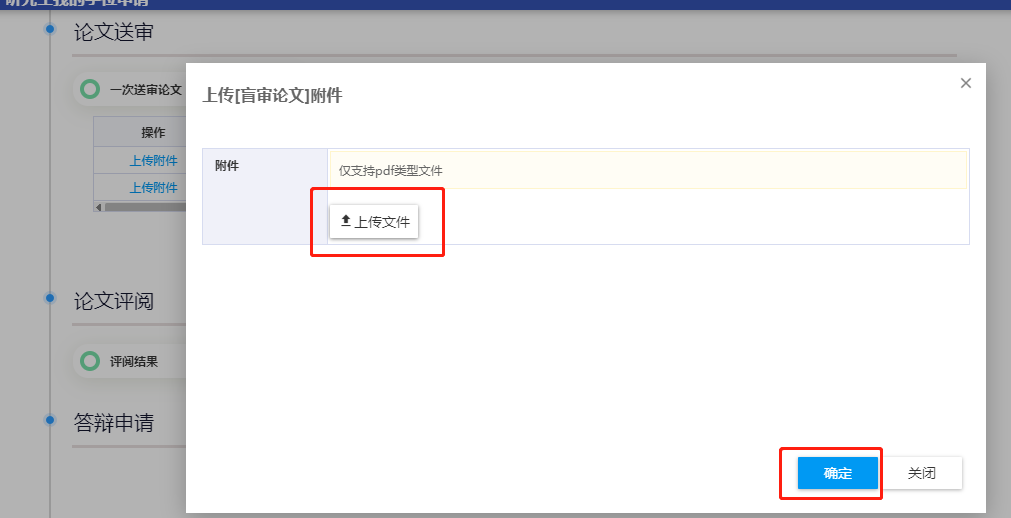 论文送审
一次送审论文
操作
上传附件
上传附件
论文评阅
评阅结果
答辩申请
上传[盲审论文]附件
×
附件
仅支持pdf类型文件
上传文件
确定
关闭